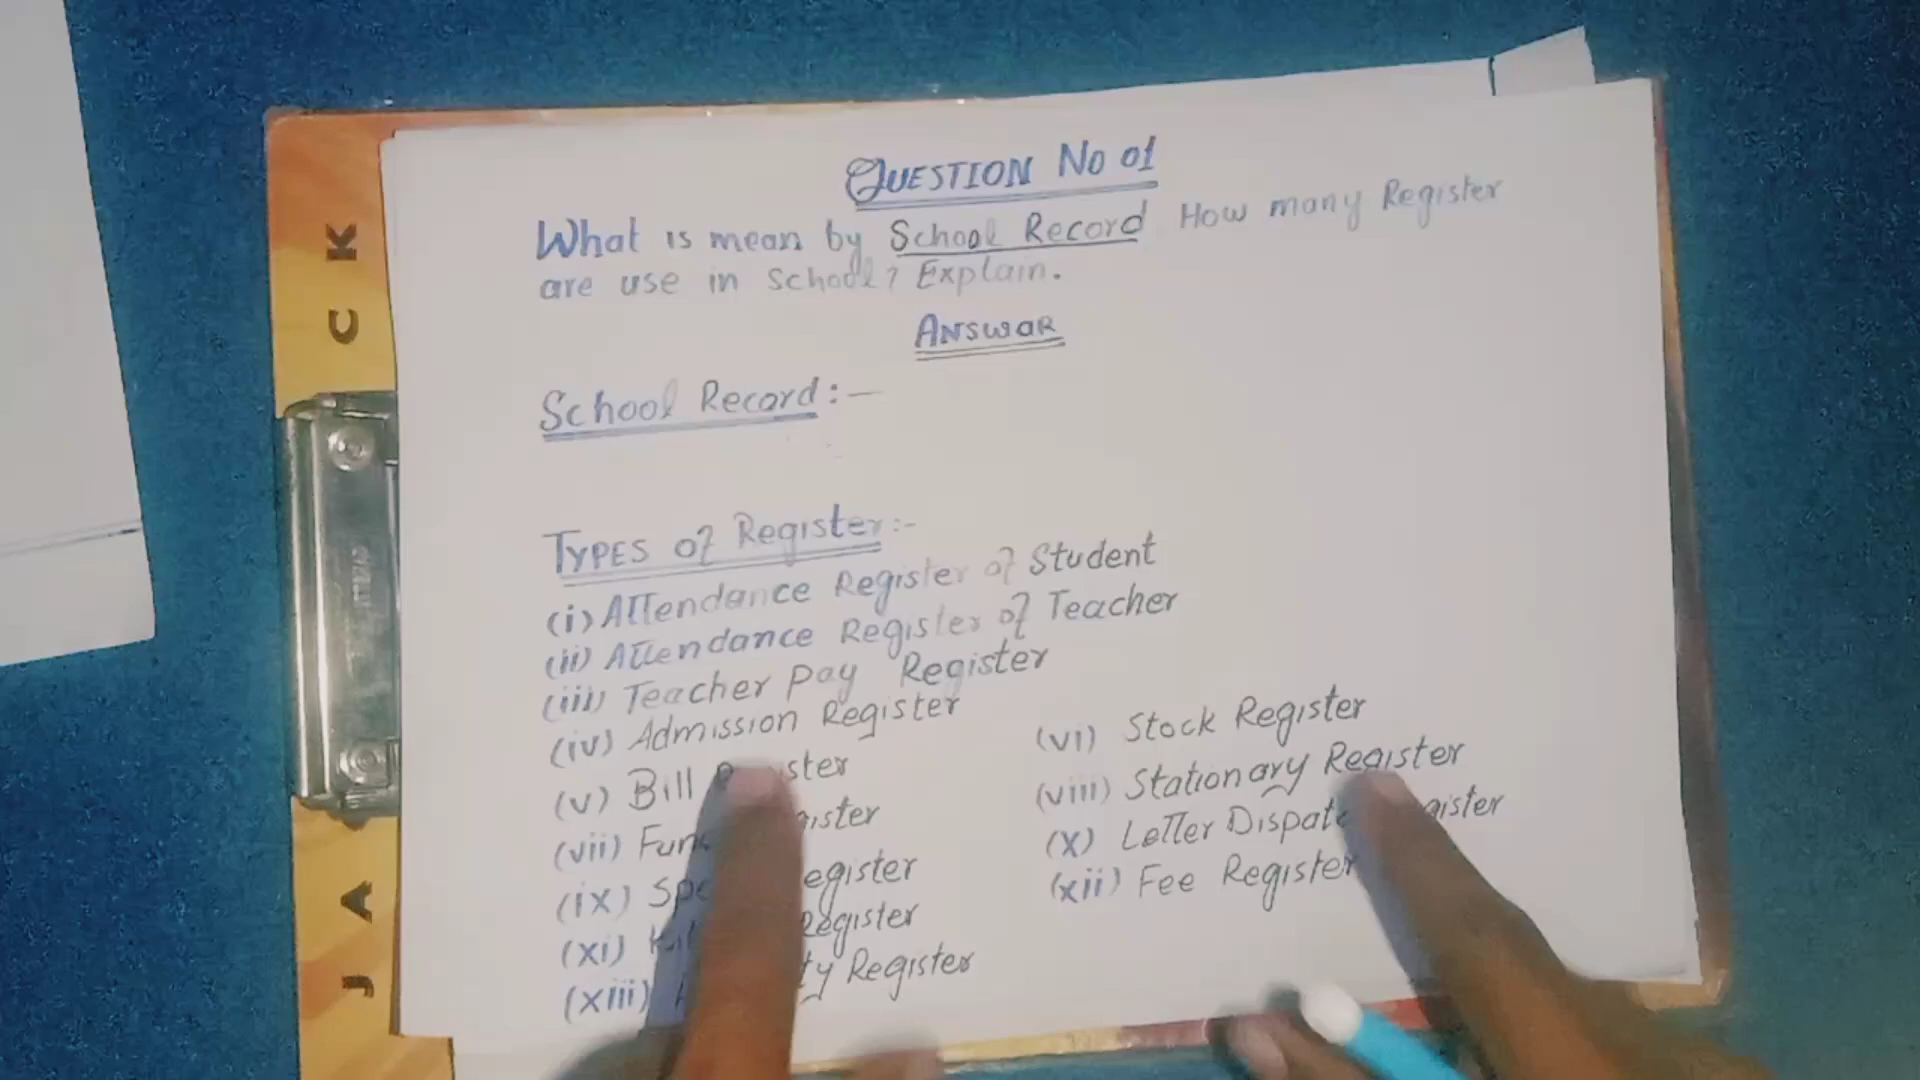 QUESTION No 01
What is mean by School Record How many Register
are use in School? Explain.
ANSWAR
School Record:-
TYPES of Register:-
(i) Attendance Register of Student
(ii) Attendance Register of Teacher
(iii) Teacher Pay Register
(iv) Admission Register
(v) Bill
(vii)
(ix)
(xi)
(xiii) Register
(vi) Stock Register
(viii) Stationary Register
(x) Letter
(xii) Fee Register
JACK